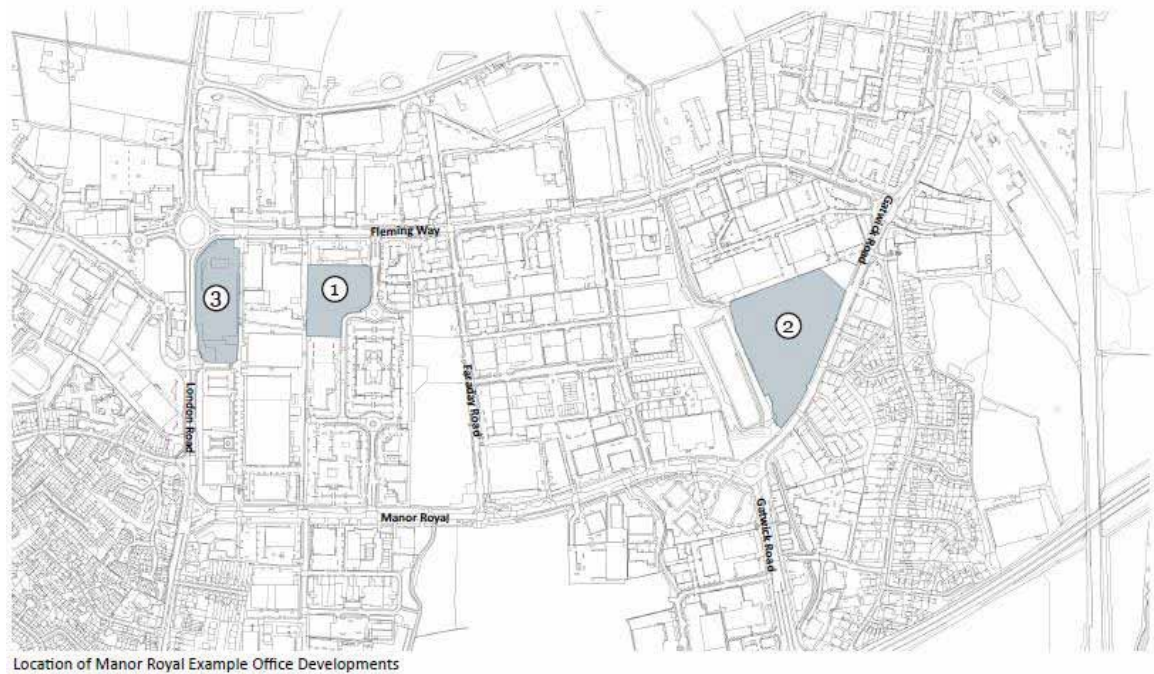 Gatwick Road
Fleming Way
1
3
2
London Road
Faraday Road
Manor Royal
Gatwick Road
Location of Manor Royal Example Office Developments